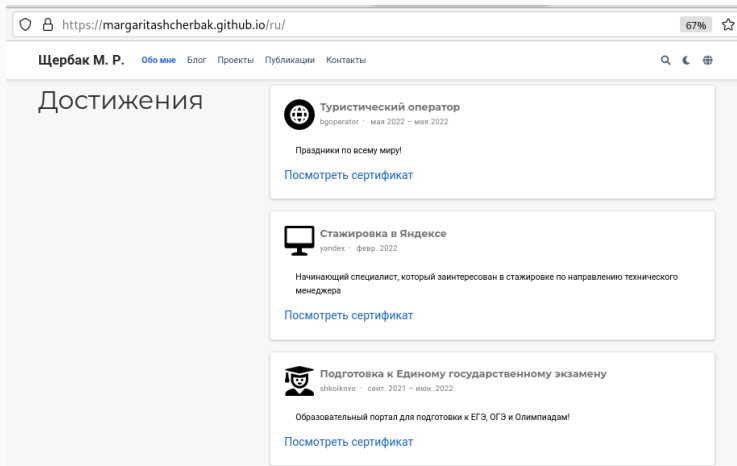 https://margaritashcherbak.github.io/ru/
67%
Щербак М. Р. Обо мне Блог Проекты Публикации Контакты
Достижения
Туристический оператор
bgoperator · мая 2022 – мая 2022
Праздники по всему миру!
Посмотреть сертификат
Стажировка в Яндексе
yandex · февр. 2022
Начинающий специалист, который заинтересован в стажировке по направлению технического
менеджера
Посмотреть сертификат
Подготовка к Единому государственному экзамену
shkolkovo · сент. 2021 – июн. 2022
Образовательный портал для подготовки к ЕГЭ, ОГЭ и Олимпиадам!
Посмотреть сертификат